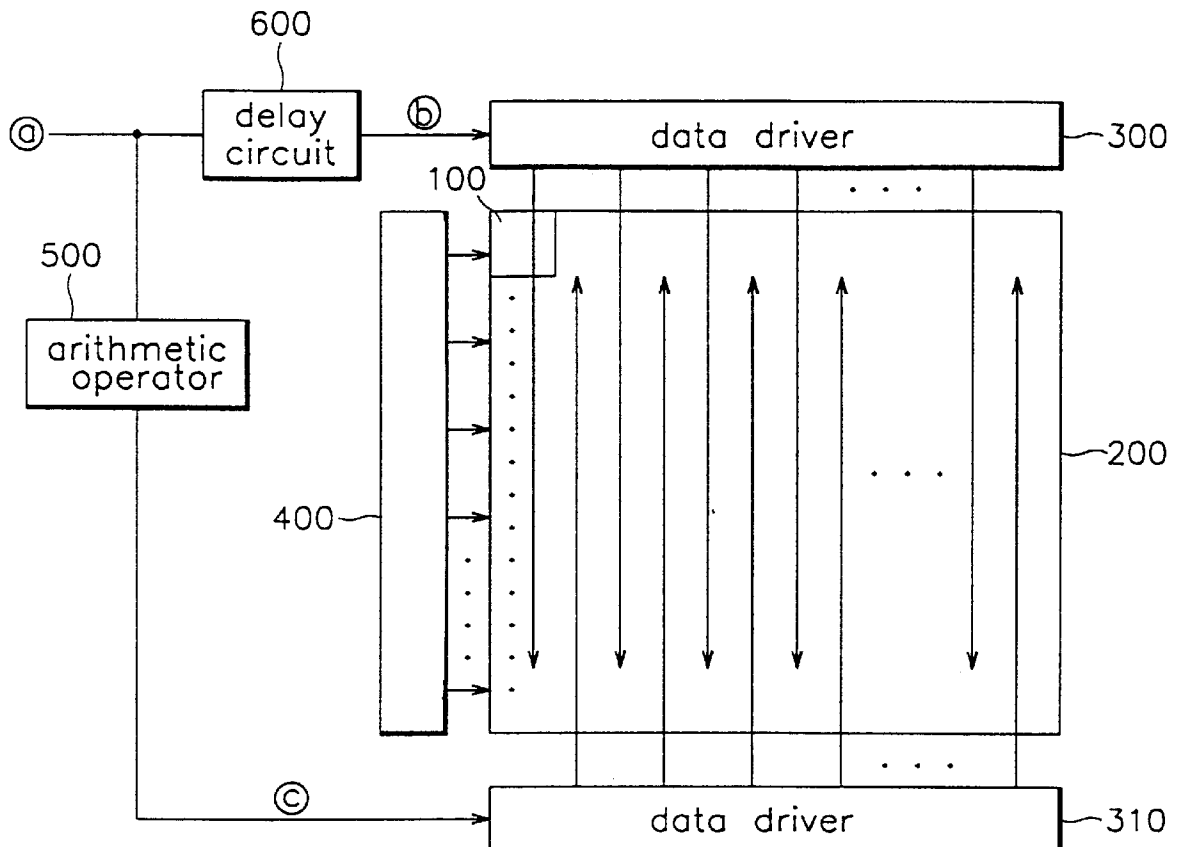 600
ⓐ
delay
circuit
ⓑ
data driver
300
100
500
arithmetic
operator
400
200
ⓒ
data driver
310